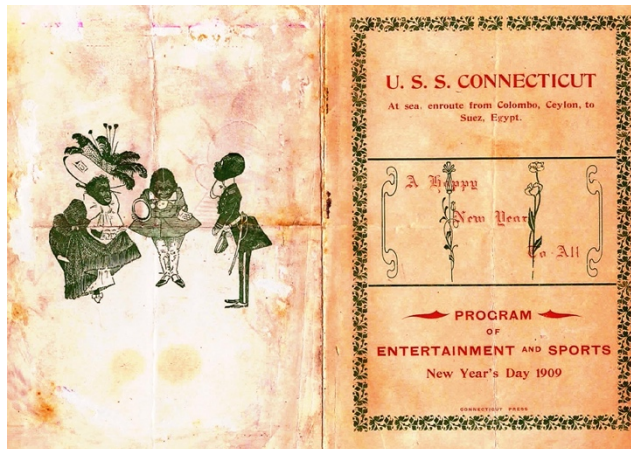 U. S. S. CONNECTICUT
At sea. enroute from Colombo, Ceylon, to
Suez, Egypt.
A Happy
New Year
To All
PROGRAM
OF
ENTERTAINMENT AND SPORTS
New Year's Day 1909
CONNECTICUT PRESS